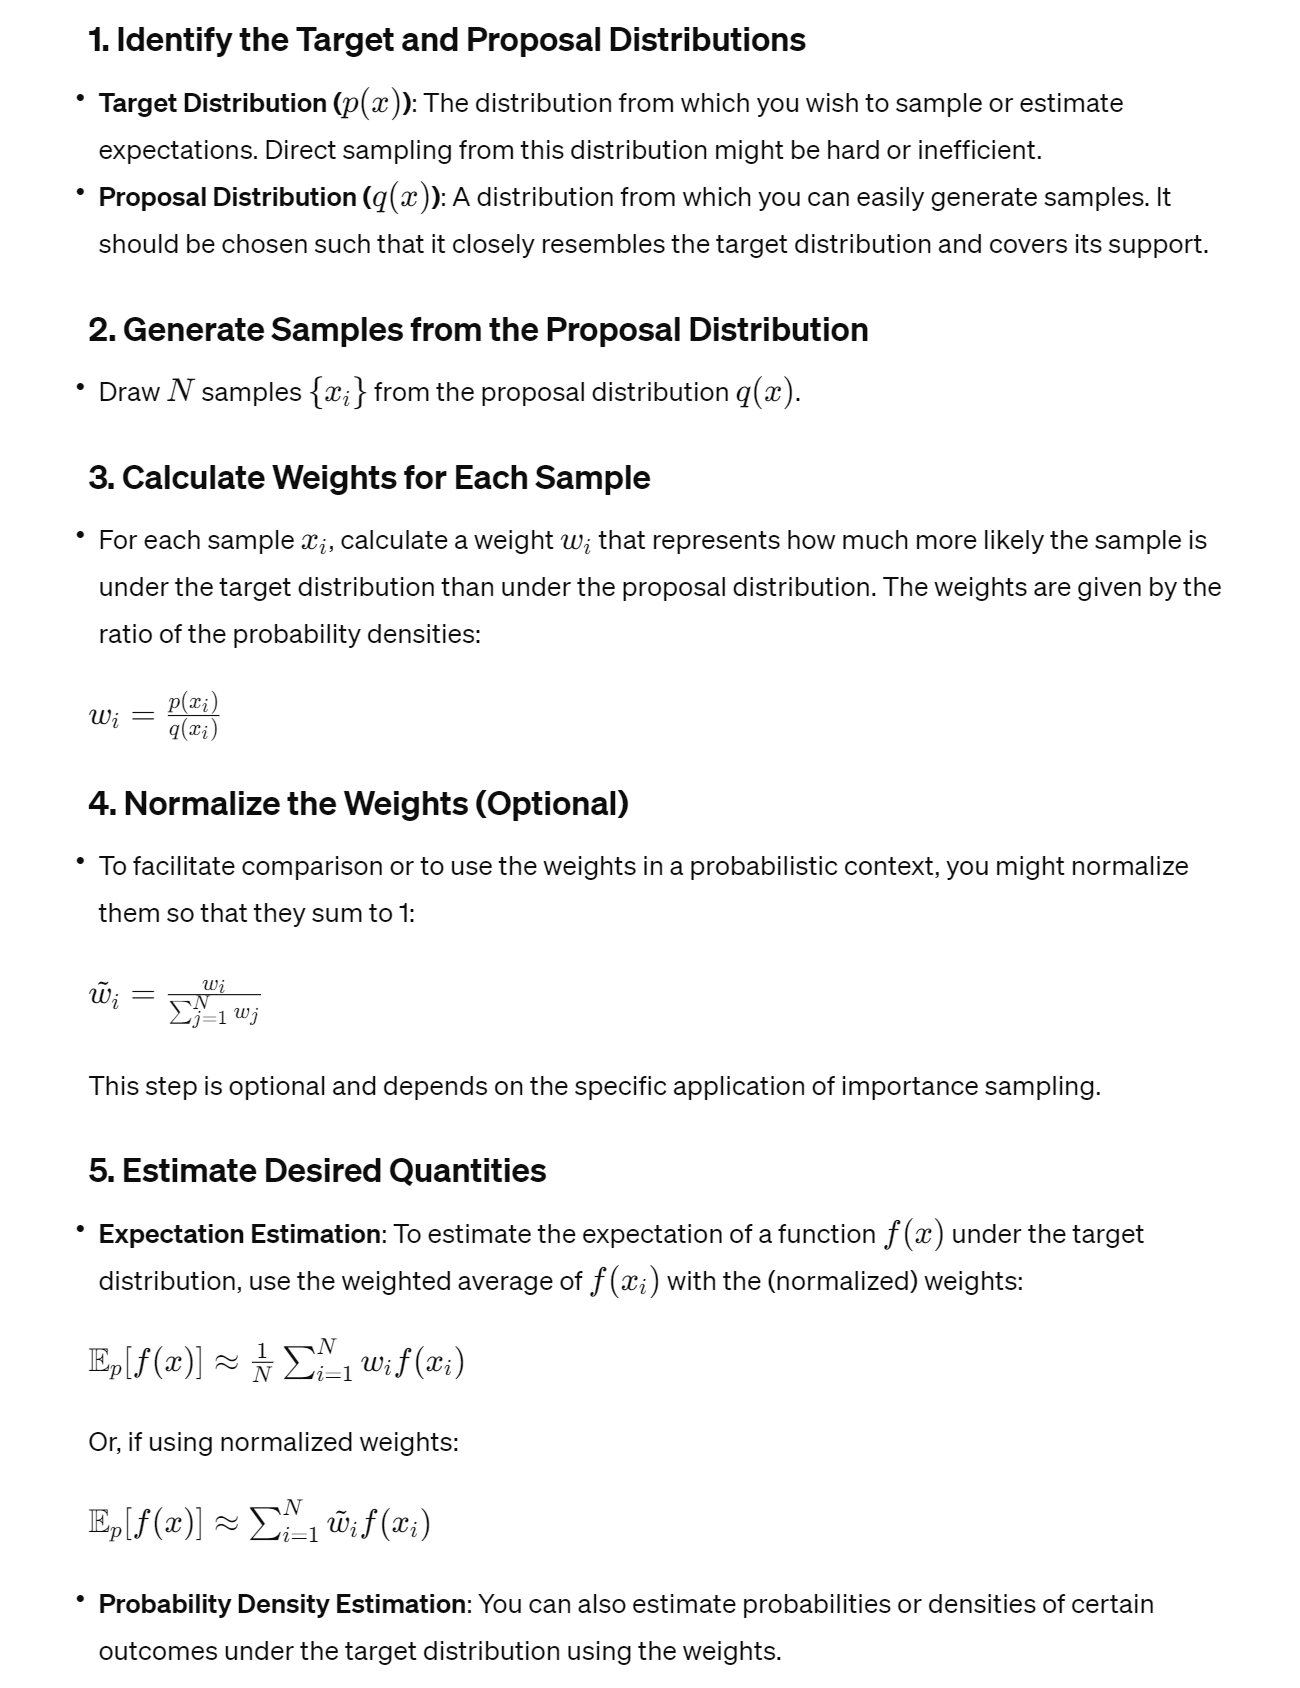 1. Identify the Target and Proposal Distributions
• Target Distribution (p(x)): The distribution from which you wish to sample or estimate
expectations. Direct sampling from this distribution might be hard or inefficient.
• Proposal Distribution (q(x)): A distribution from which you can easily generate samples. It
should be chosen such that it closely resembles the target distribution and covers its support.
2. Generate Samples from the Proposal Distribution
• Draw N samples {x_i} from the proposal distribution q(x).
3. Calculate Weights for Each Sample
• For each sample x_i, calculate a weight w_i that represents how much more likely the sample is
under the target distribution than under the proposal distribution. The weights are given by the
ratio of the probability densities:
w_i = \frac{p(x_i)}{q(x_i)}
4. Normalize the Weights (Optional)
• To facilitate comparison or to use the weights in a probabilistic context, you might normalize
them so that they sum to 1:
\tilde{w}_i = \frac{w_i}{\sum_{j=1}^{N} w_j}
This step is optional and depends on the specific application of importance sampling.
5. Estimate Desired Quantities
• Expectation Estimation: To estimate the expectation of a function f(x) under the target
distribution, use the weighted average of f(x_i) with the (normalized) weights:
\mathbb{E}_p[f(x)] ≈ \frac{1}{N} \sum_{i=1}^{N} w_i f(x_i)
Or, if using normalized weights:
\mathbb{E}_p[f(x)] ≈ \sum_{i=1}^{N} \tilde{w}_i f(x_i)
• Probability Density Estimation: You can also estimate probabilities or densities of certain
outcomes under the target distribution using the weights.